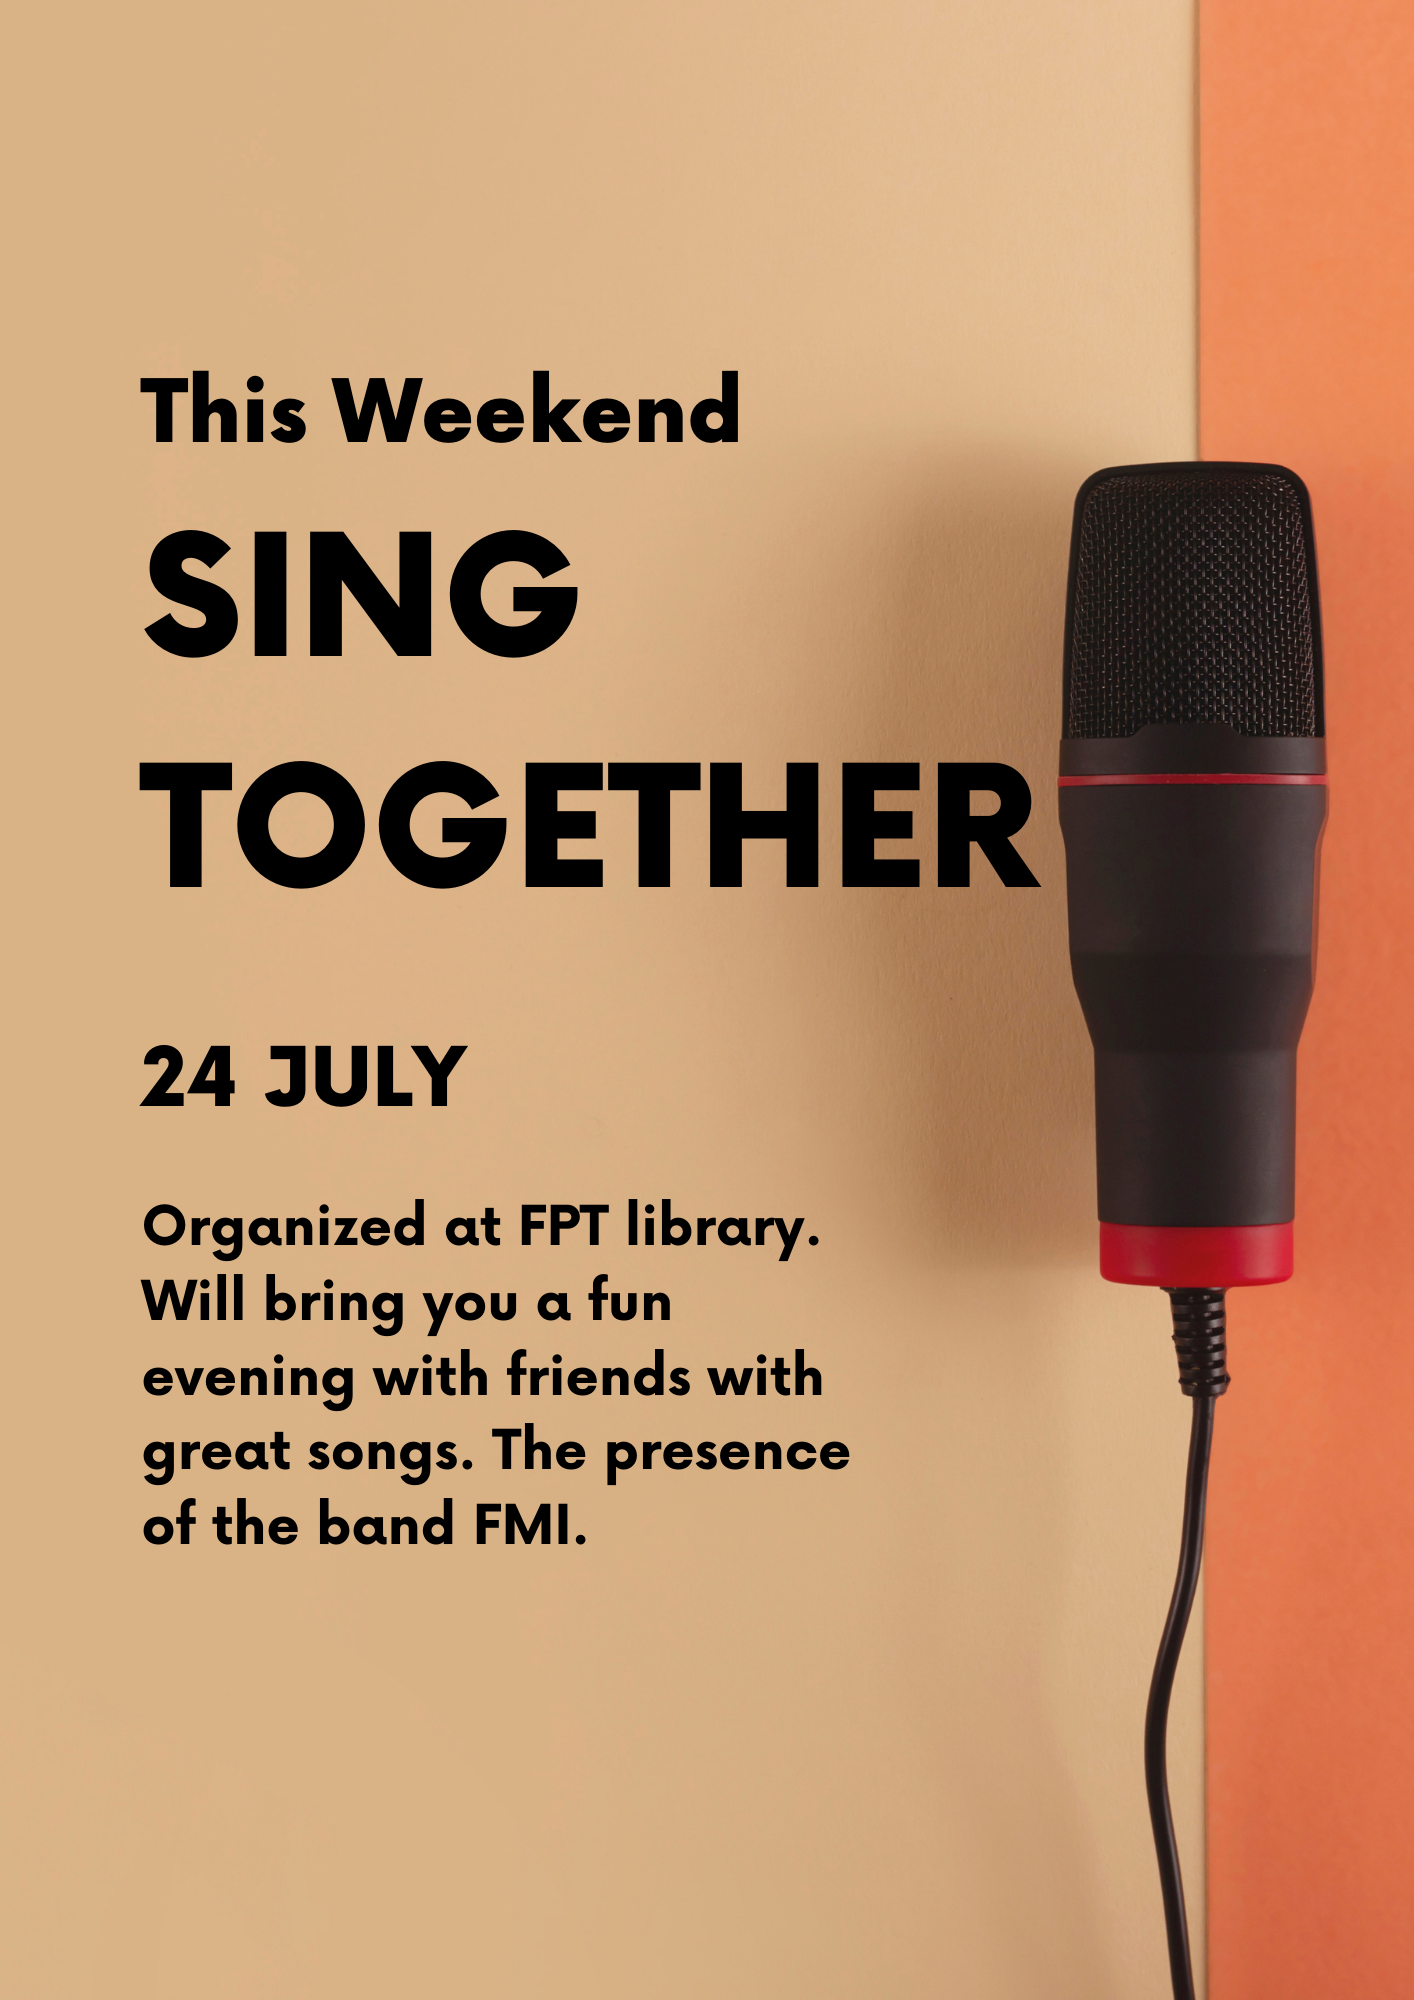 This Weekend
SING
TOGETHER
24 JULY
Organized at FPT library.
Will bring you a fun
evening with friends with
great songs. The presence
of the band FMI.